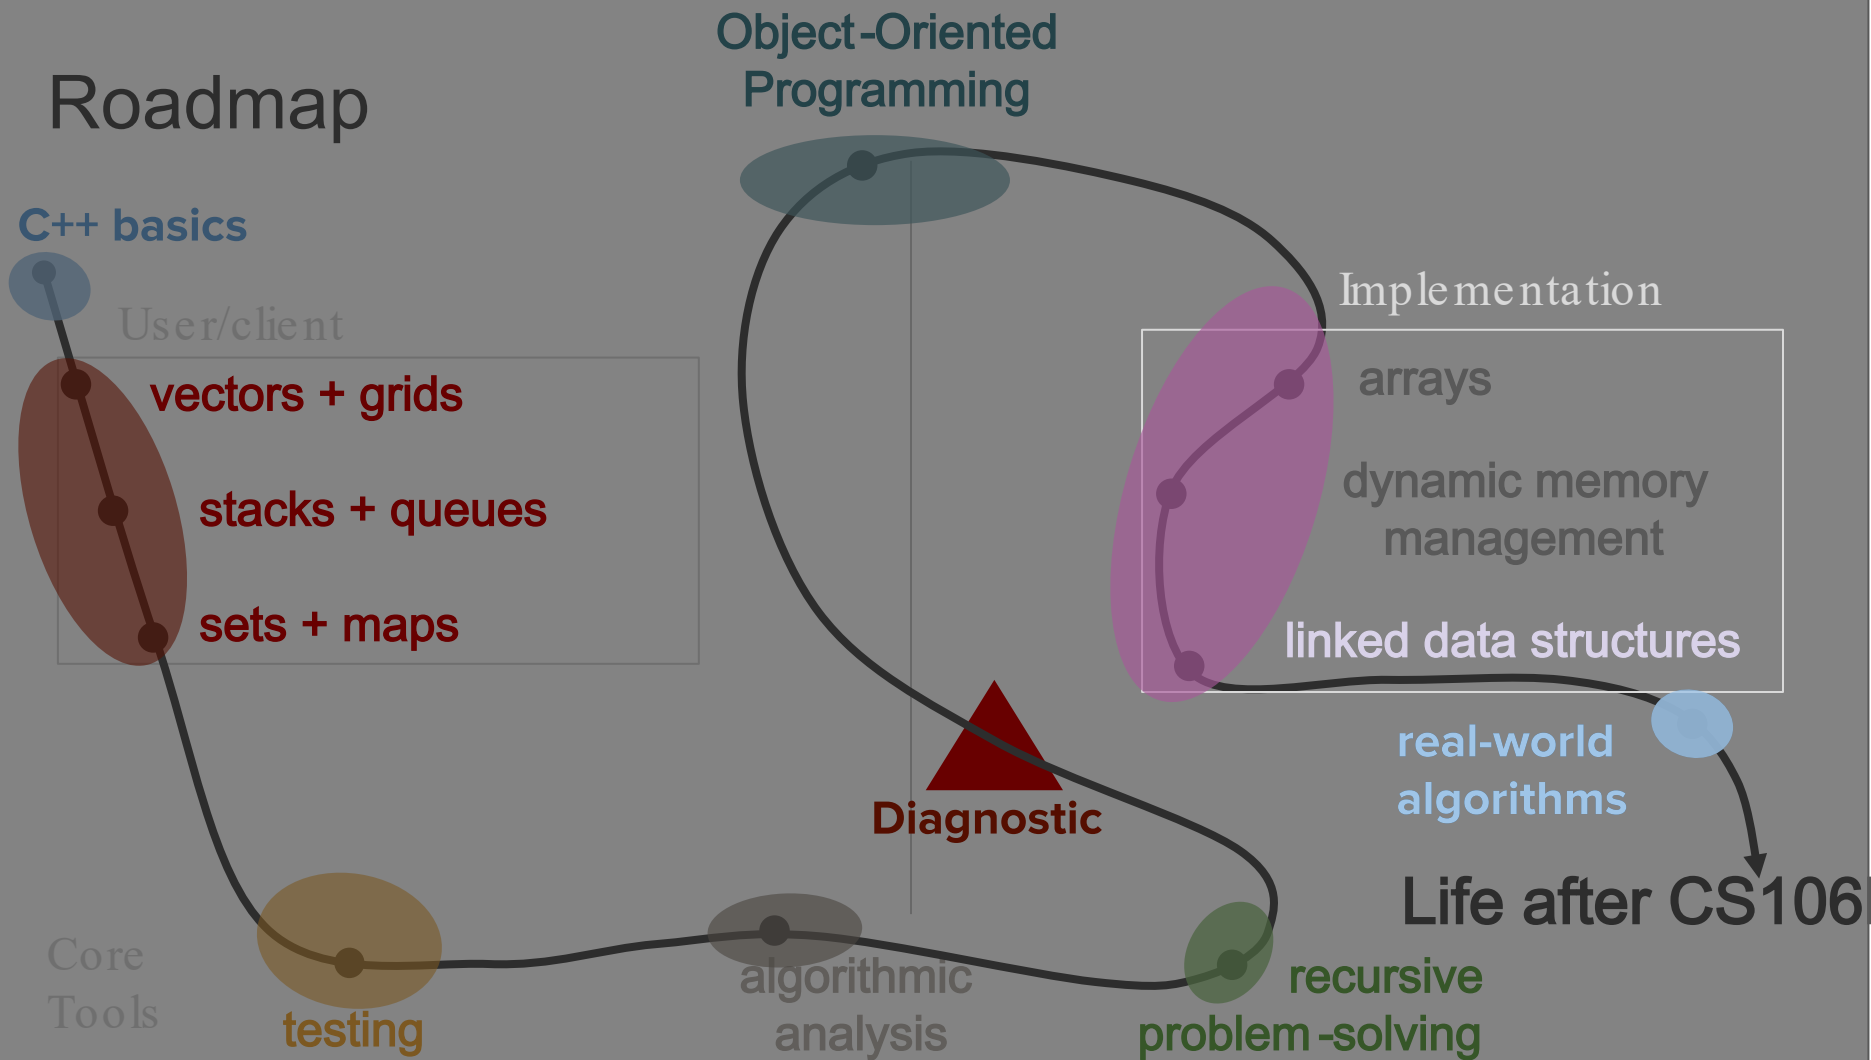 Object-Oriented
Programming
Roadmap
C++ basics
User/client
vectors + grids
stacks + queues
sets + maps
Implementation
arrays
dynamic memory
management
linked data structures
real-world
algorithms
Diagnostic
Life after CS106
Core
Tools
testing
algorithmic
analysis
recursive
problem-solving